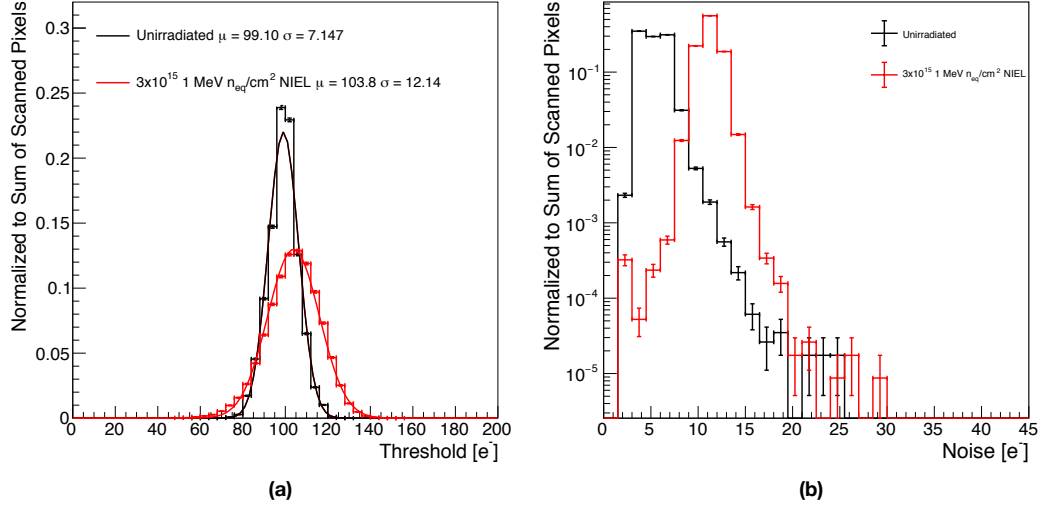 Normalized to Sum of Scanned Pixels
0.3
0.25
0.2
0.15
0.1
0.05
0
Unirradiated μ = 99.10 σ = 7.147
3x10¹⁵ 1 MeV n_eq/cm² NIEL μ = 103.8 σ = 12.14
0 20 40 60 80 100 120 140 160 180 200
Threshold [e⁻]
(a)
Normalized to Sum of Scanned Pixels
10⁻¹
10⁻²
10⁻³
10⁻⁴
10⁻⁵
Unirradiated
3x10¹⁵ 1 MeV n_eq/cm² NIEL
0 5 10 15 20 25 30 35 40 45
Noise [e⁻]
(b)